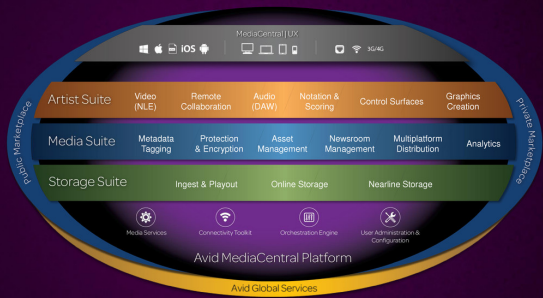 MediaCentral | UX
iOS
3G/4G
Public Marketplace
Private Marketplace
Artist Suite
Video
(NLE)
Remote
Collaboration
Audio
(DAW)
Notation &
Scoring
Control Surfaces
Graphics
Creation
Media Suite
Metadata
Tagging
Protection
& Encryption
Asset
Management
Newsroom
Management
Multiplatform
Distribution
Analytics
Storage Suite
Ingest & Playout
Online Storage
Nearline Storage
Media Services
Connectivity Toolkit
Orchestration Engine
User Administration &
Configuration
Avid MediaCentral Platform
Avid Global Services